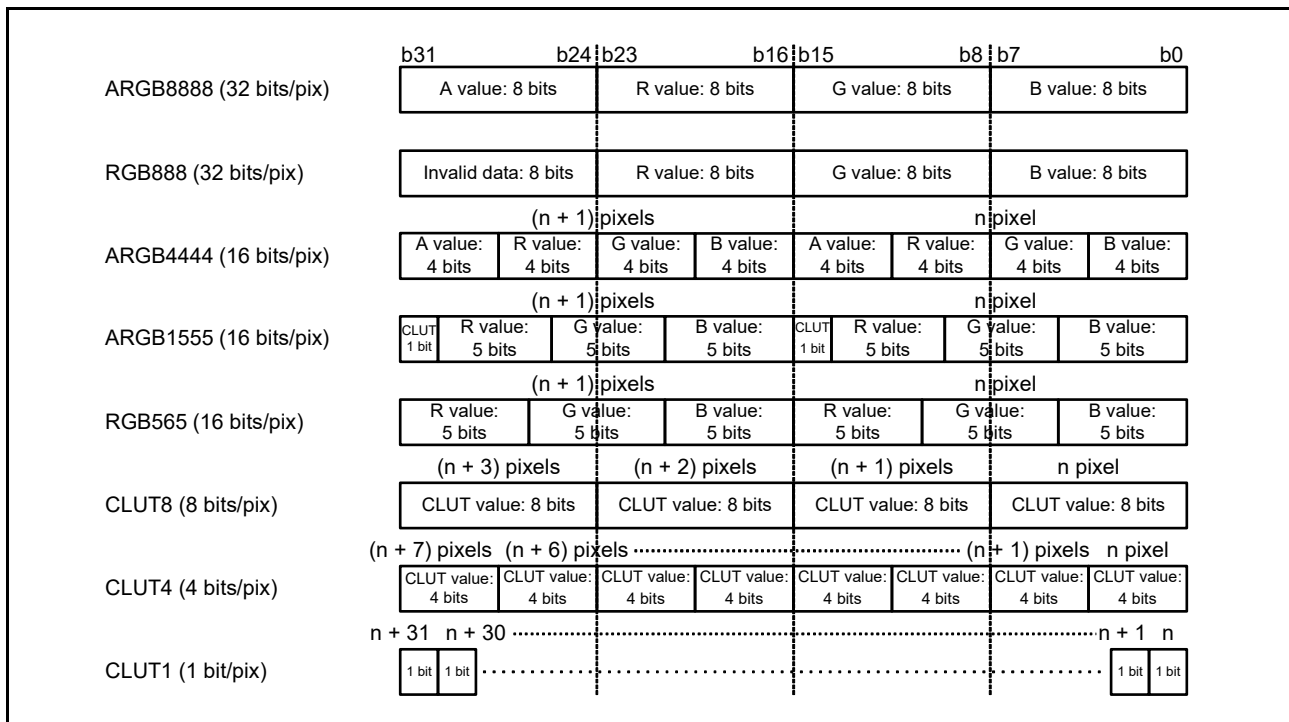 b31 b24 b23 b16 b15 b8 b7 b0
ARGB8888 (32 bits/pix) A value: 8 bits R value: 8 bits G value: 8 bits B value: 8 bits
RGB888 (32 bits/pix) Invalid data: 8 bits R value: 8 bits G value: 8 bits B value: 8 bits
(n + 1) pixels n pixel
A value: R value: G value: B value: A value: R value: G value: B value:
ARGB4444 (16 bits/pix) 4 bits 4 bits 4 bits 4 bits 4 bits 4 bits 4 bits 4 bits
(n + 1) pixels n pixel
CLUT R value: G value: B value: CLUT R value: G value: B value:
ARGB1555 (16 bits/pix) 1 bit 5 bits 5 bits 5 bits 1 bit 5 bits 5 bits 5 bits
(n + 1) pixels n pixel
R value: G value: B value: R value: G value: B value:
RGB565 (16 bits/pix) 5 bits 5 bits 5 bits 5 bits 5 bits 5 bits
(n + 3) pixels (n + 2) pixels (n + 1) pixels n pixel
CLUT8 (8 bits/pix) CLUT value: 8 bits CLUT value: 8 bits CLUT value: 8 bits CLUT value: 8 bits
(n + 7) pixels (n + 6) pixels (n + 1) pixels n pixel
CLUT value: CLUT value: CLUT value: CLUT value: CLUT value: CLUT value: CLUT value: CLUT value:
CLUT4 (4 bits/pix) 4 bits 4 bits 4 bits 4 bits 4 bits 4 bits 4 bits 4 bits
n + 31 n + 30 n + 1 n
CLUT1 (1 bit/pix) 1 bit 1 bit 1 bit 1 bit